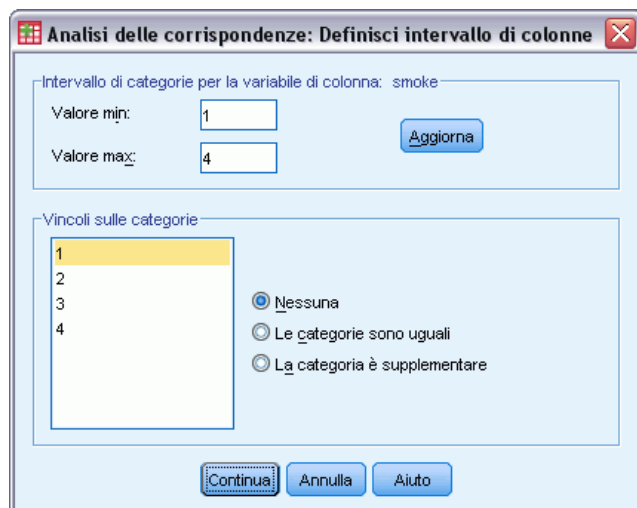 Analisi delle corrispondenze: Definisci intervallo di colonne
Intervallo di categorie per la variabile di colonna: smoke
Valore min:
1
Aggiorna
Valore max:
4
Vincoli sulle categorie
1
2
3
4
Nessuna
Le categorie sono uguali
La categoria è supplementare
Continua
Annulla
Aiuto